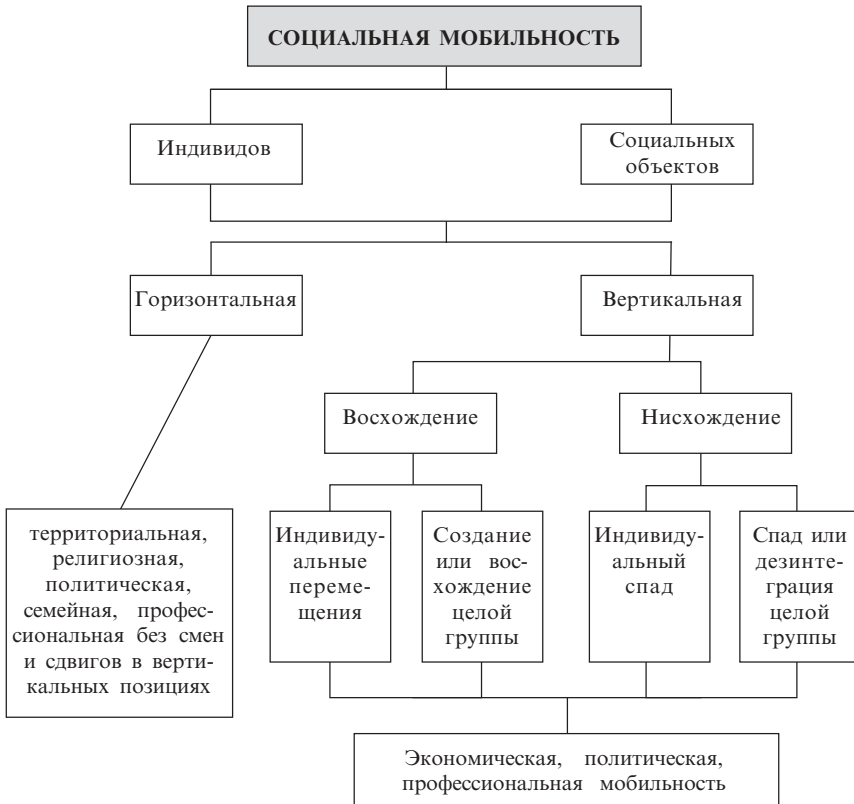 СОЦИАЛЬНАЯ МОБИЛЬНОСТЬ
Индивидов
Социальных
объектов
Горизонтальная
Вертикальная
Восхождение
Нисхождение
территориальная,
религиозная,
политическая,
семейная, профес-
сиональная без смен
и сдвигов в верти-
кальных позициях
Индивиду-
альные
переме-
щения
Создание
или вос-
хождение
целой
группы
Индивиду-
альный
спад
Спад или
дезинте-
грация
целой
группы
Экономическая, политическая,
профессиональная мобильность